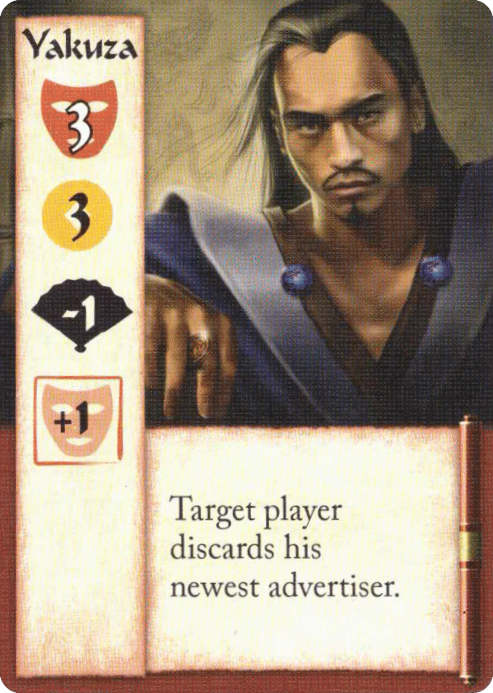 Yakuza
3
3
-1
+1
Target player
discards his
newest advertiser.